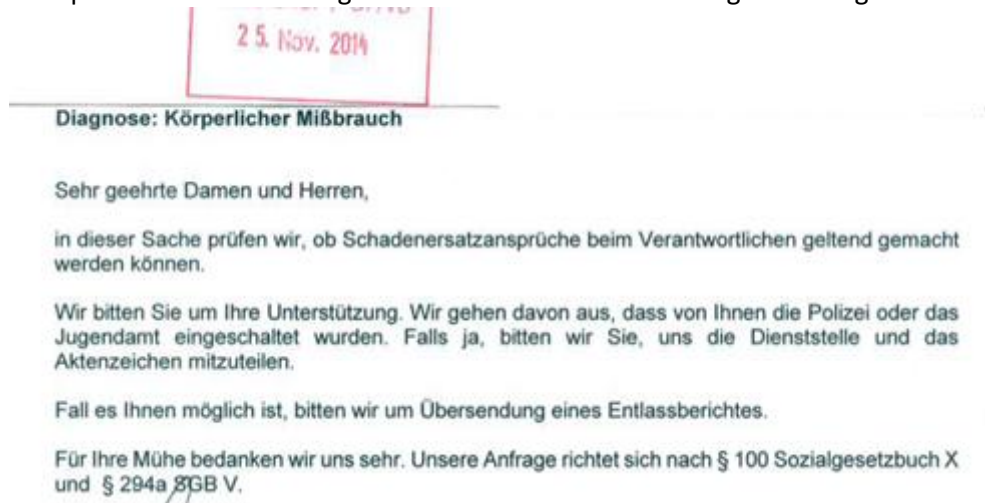 25. Nov. 2014
Diagnose: Körperlicher Mißbrauch
Sehr geehrte Damen und Herren,
in dieser Sache prüfen wir, ob Schadenersatzansprüche beim Verantwortlichen geltend gemacht
werden können.
Wir bitten Sie um Ihre Unterstützung. Wir gehen davon aus, dass von Ihnen die Polizei oder das
Jugendamt eingeschaltet wurden. Falls ja, bitten wir Sie, uns die Dienststelle und das
Aktenzeichen mitzuteilen.
Fall es Ihnen möglich ist, bitten wir um Übersendung eines Entlassberichtes.
Für Ihre Mühe bedanken wir uns sehr. Unsere Anfrage richtet sich nach § 100 Sozialgesetzbuch X
und § 294a SGB V.